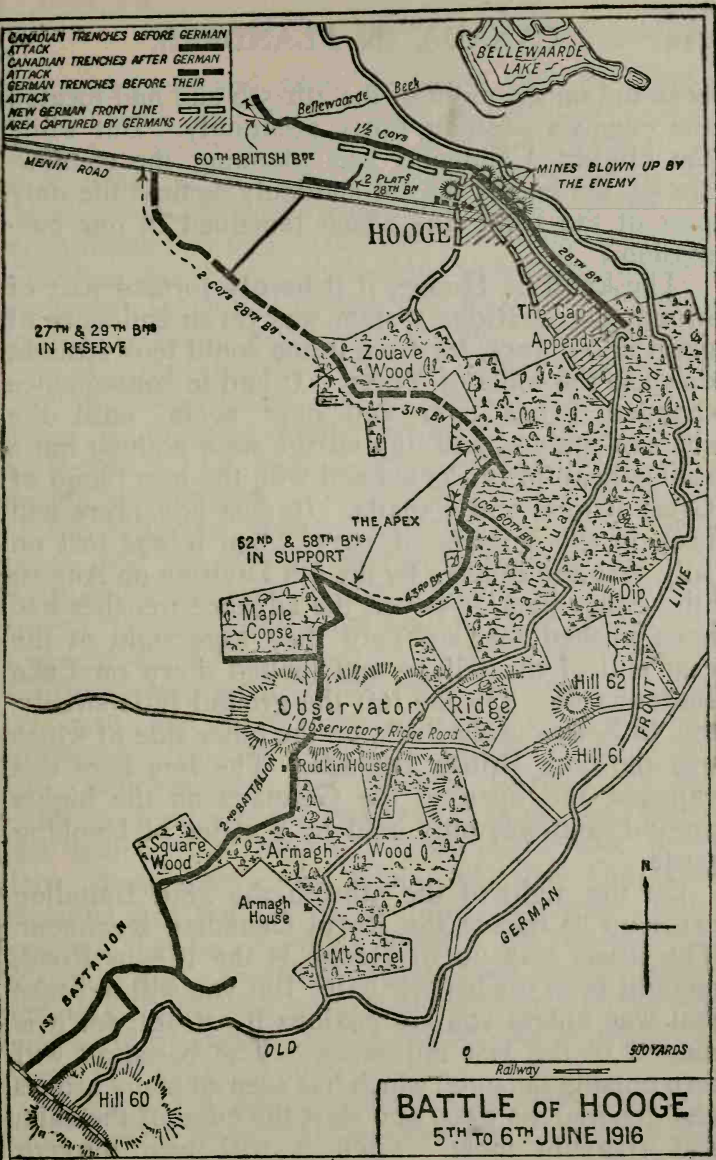 CANADIAN TRENCHES BEFORE GERMAN
ATTACK
CANADIAN TRENCHES AFTER GERMAN
ATTACK
GERMAN TRENCHES BEFORE THEIR
ATTACK
NEW GERMAN FRONT LINE
AREA CAPTURED BY GERMANS
BELLEWAARDE
LAKE
Bellewaarde Beek
1½ COYS
60TH BRITISH BDE
MENIN ROAD
2 PLATS
28TH BN
MINES BLOWN UP BY
THE ENEMY
HOOGE
28TH BN
2 COYS 28TH BN
27TH & 29TH BNS
IN RESERVE
The Gap
Appendix
Zouave
Wood
31ST BN
THE APEX
COY 60TH BN
52ND & 58TH BNS
IN SUPPORT
43RD BN
Sanctuary
Wood
Maple
Copse
Dip
Hill 62
Observatory
Ridge
Observatory Ridge Road
Hill 61
FRONT
LINE
Rudkin House
2ND BATTALION
Square
Wood
Armagh
Wood
Armagh
House
Mt Sorrel
GERMAN
N
1ST BATTALION
OLD
Hill 60
0 500 YARDS
Railway
BATTLE OF HOOGE
5TH TO 6TH JUNE 1916